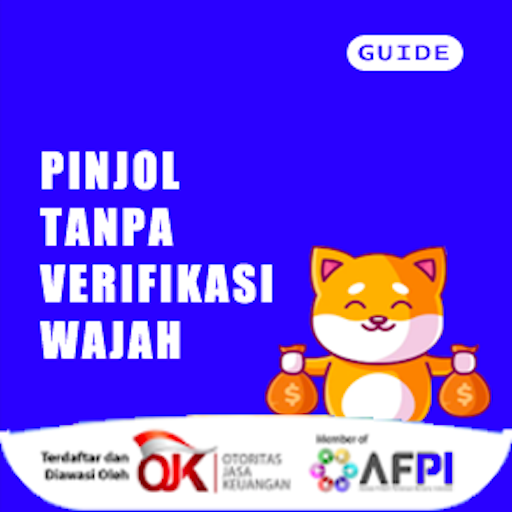 GUIDE
PINJOL
TANPA
VERIFIKASI
WAJAH
Terdaftar dan
Diawasi Oleh
OJK
OTORITAS
JASA
KEUANGAN
Member of
AFPI